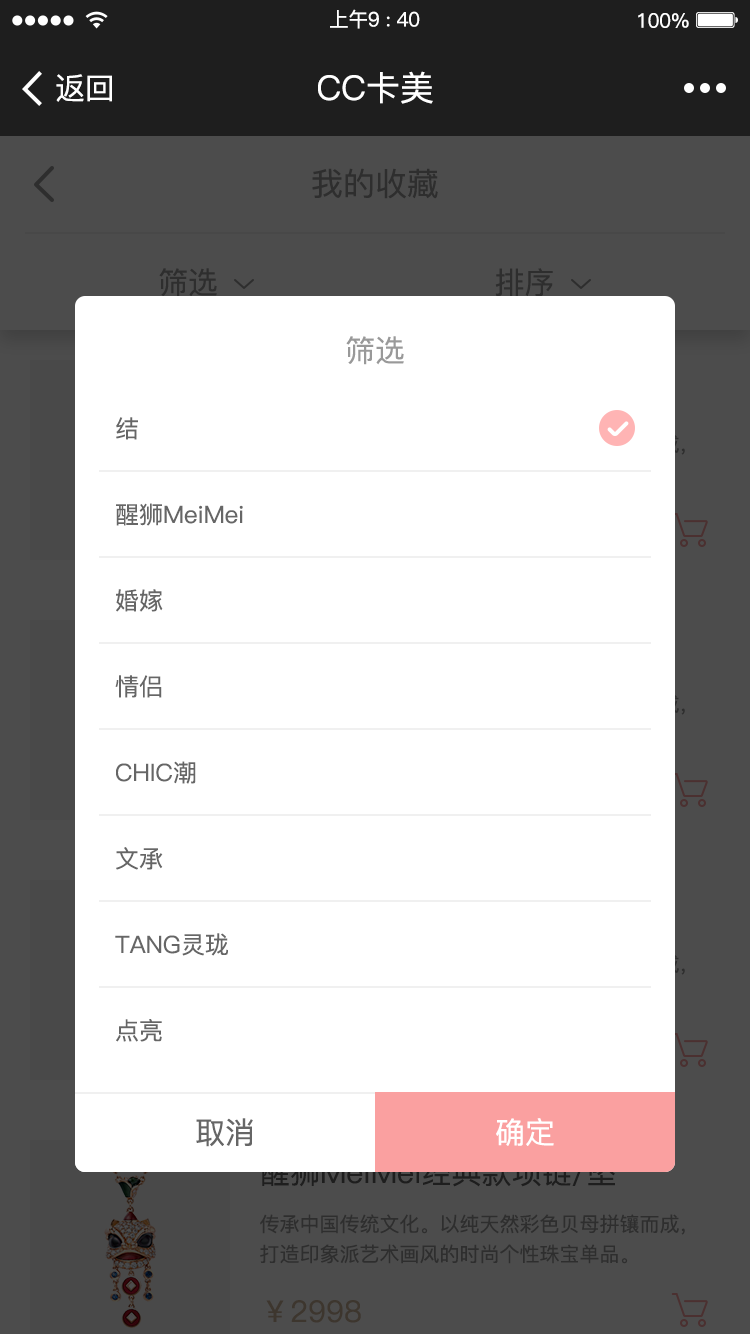 上午9 : 40
100%
返回
CC卡美
我的收藏
筛选
排序
筛选
结
醒狮MeiMei
婚嫁
情侣
CHIC潮
文承
TANG灵珑
点亮
取消
确定
醒狮MeiMei经典款项链/坠
传承中国传统文化。以纯天然彩色贝母拼镶而成，
打造印象派艺术画风的时尚个性珠宝单品。
¥ 2998